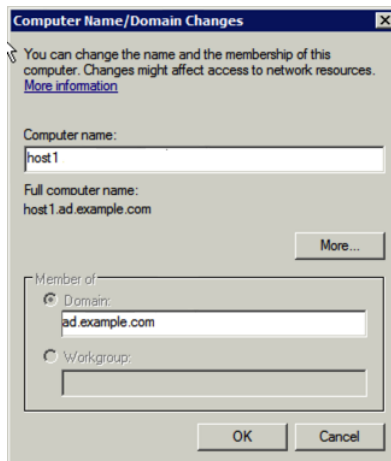 Computer Name/Domain Changes
You can change the name and the membership of this
computer. Changes might affect access to network resources.
More information
Computer name:
host1
Full computer name:
host1.ad.example.com
More...
Member of
Domain:
ad.example.com
Workgroup:
OK Cancel